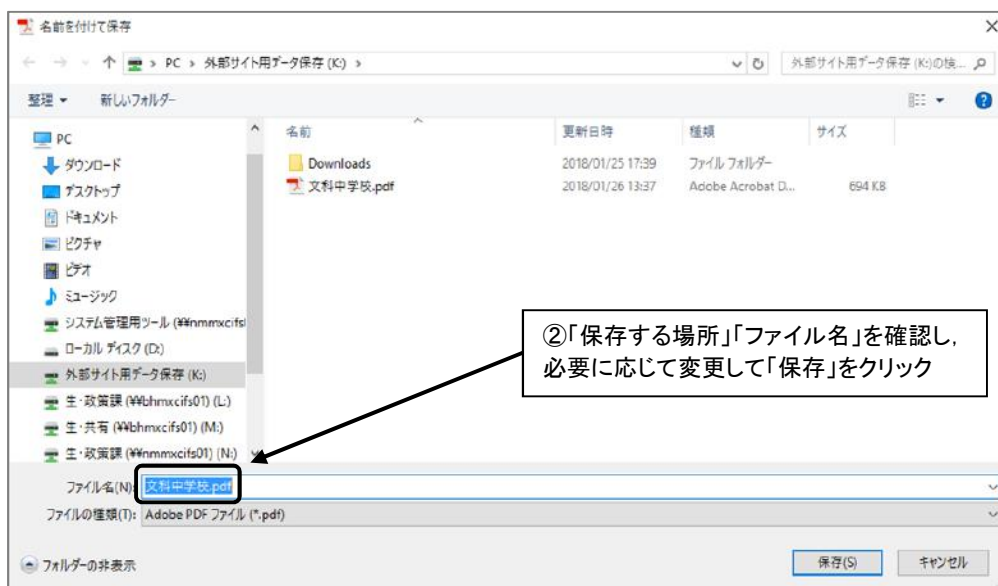 名前を付けて保存
PC › 外部サイト用データ保存 (K:) ›
外部サイト用データ保存 (K:)の検...
整理
新しいフォルダー
名前
更新日時
種類
サイズ
Downloads
2018/01/25 17:39
ファイル フォルダー
文科中学校.pdf
2018/01/26 13:37
Adobe Acrobat D...
694 KB
PC
ダウンロード
デスクトップ
ドキュメント
ピクチャ
ビデオ
ミュージック
システム管理用ツール (¥¥nmmxcifs
ローカル ディスク (D:)
外部サイト用データ保存 (K:)
生・政策課 (¥¥bhmxcifs01) (L:)
生・共有 (¥¥bhmxcifs01) (M:)
生・政策課 (¥¥nmmxcifs01) (N:)
②「保存する場所」「ファイル名」を確認し,
必要に応じて変更して「保存」をクリック
ファイル名(N):
文科中学校.pdf
ファイルの種類(T):
Adobe PDF ファイル (*.pdf)
フォルダーの非表示
保存(S)
キャンセル